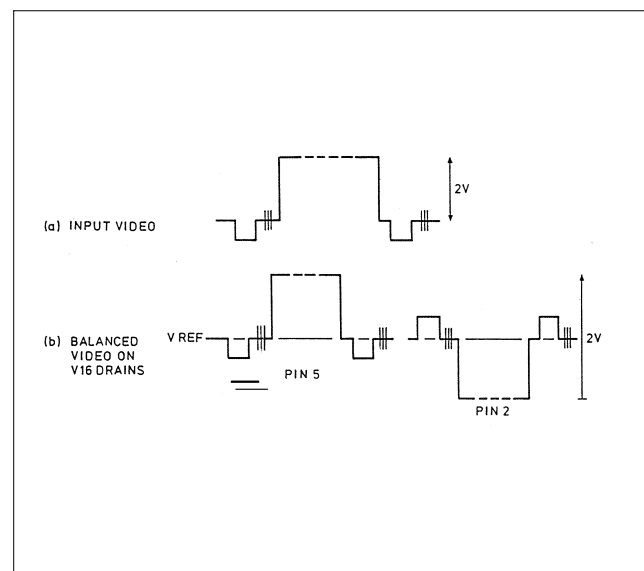 2V
(a) INPUT VIDEO
V REF
2V
(b) BALANCED
VIDEO ON
V16 DRAINS
PIN 5
PIN 2